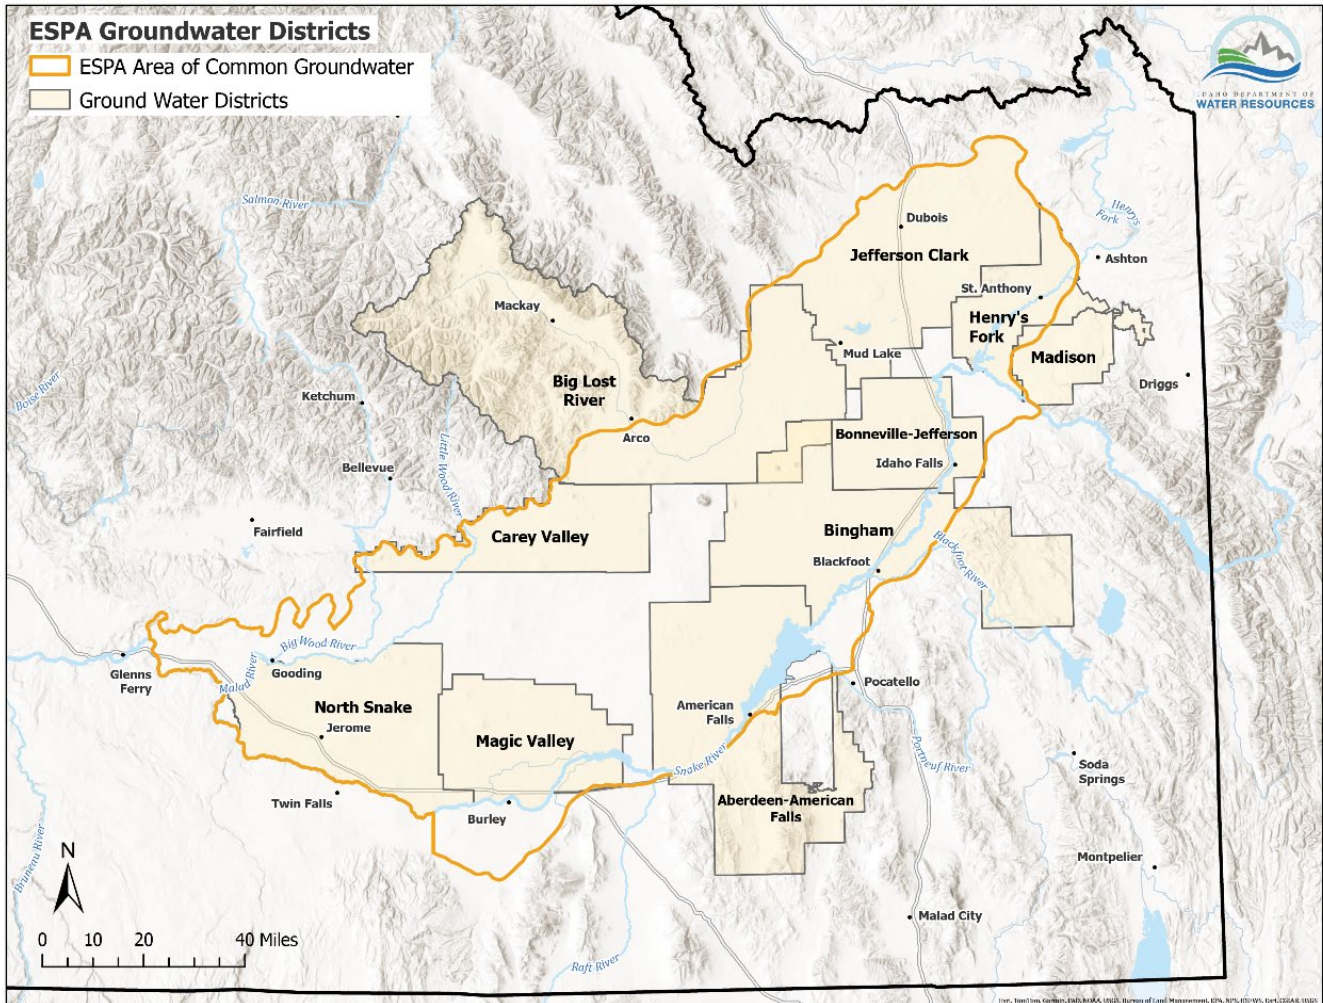 ESPA Groundwater Districts
ESPA Area of Common Groundwater
Ground Water Districts
IDAHO DEPARTMENT OF
WATER RESOURCES
Salmon River
Henrys
Fork
Dubois
Jefferson Clark
Ashton
St. Anthony
Mackay
Henry's
Fork
Mud Lake
Madison
Driggs
Boise River
Ketchum
Big Lost
River
Arco
Little Wood River
Bonneville-Jefferson
Idaho Falls
Bellevue
Fairfield
Carey Valley
Bingham
Blackfoot River
Blackfoot
Big Wood River
Glenns
Ferry
Malad River
Gooding
Pocatello
North Snake
Jerome
American
Falls
Magic Valley
Snake River
Portneuf River
Soda
Springs
Twin Falls
Burley
Aberdeen-American
Falls
Bruneau River
N
Montpelier
Malad City
0 10 20 40 Miles
Raft River